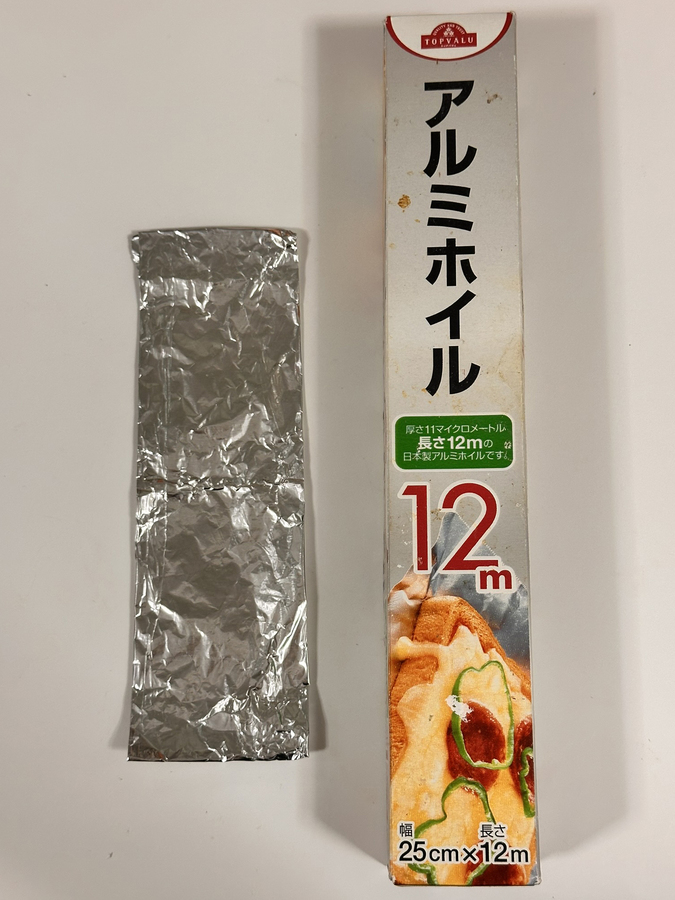 TOPVALU
アルミホイル
厚さ11マイクロメートル
長さ12mの
日本製アルミホイルです。
12m
幅 長さ
25cm×12m